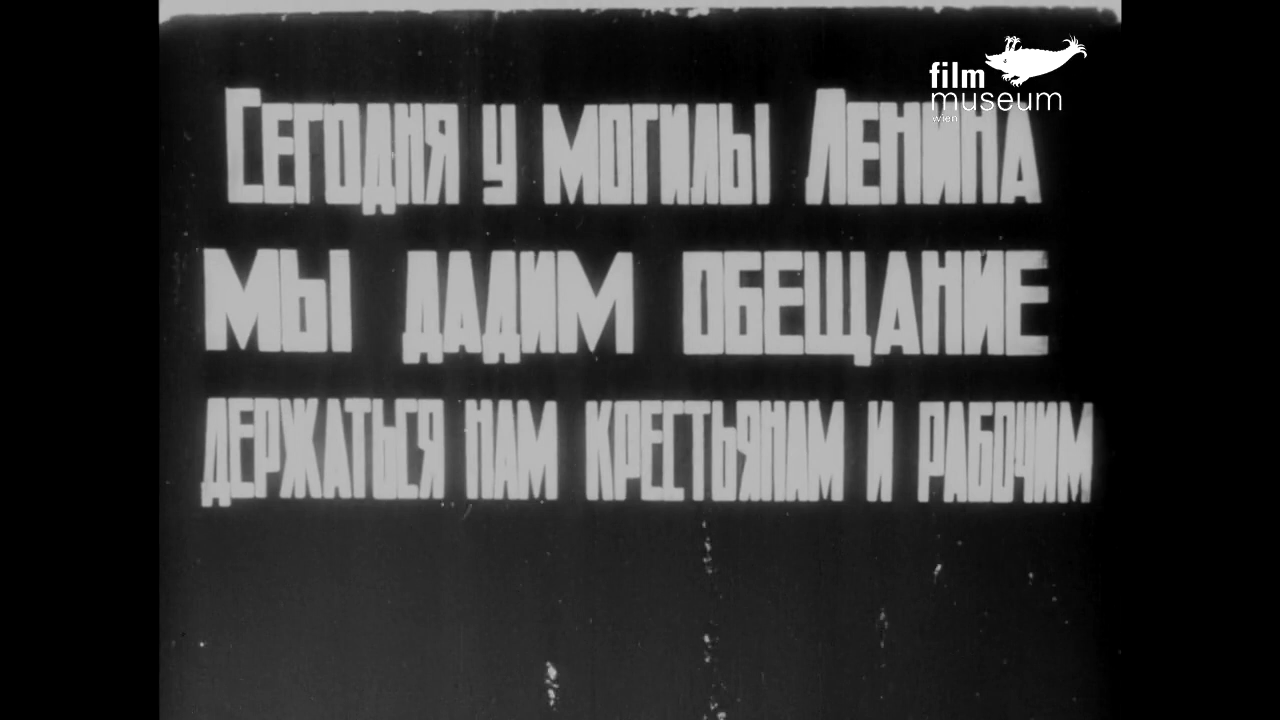 film
museum
wien
Сегодня у могилы Ленина
мы дадим обещание
держаться нам крестьянам и рабочим